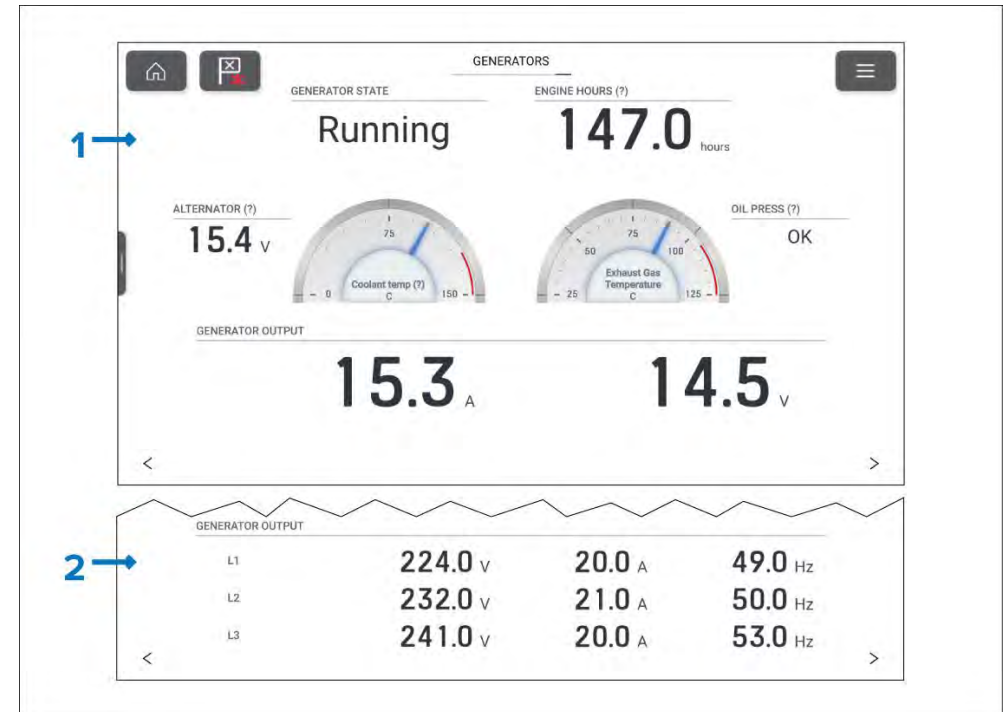 GENERATORS
GENERATOR STATE ENGINE HOURS (?)
Running 147.0 hours
1
ALTERNATOR (?) OIL PRESS (?)
15.4 V OK
75
0 150
Coolant temp (?)
C
75
50 100
25 125
Exhaust Gas
Temperature
C
GENERATOR OUTPUT
15.3 A 14.5 V
< >
GENERATOR OUTPUT
2
L1 224.0 V 20.0 A 49.0 Hz
L2 232.0 V 21.0 A 50.0 Hz
L3 241.0 V 20.0 A 53.0 Hz
< >